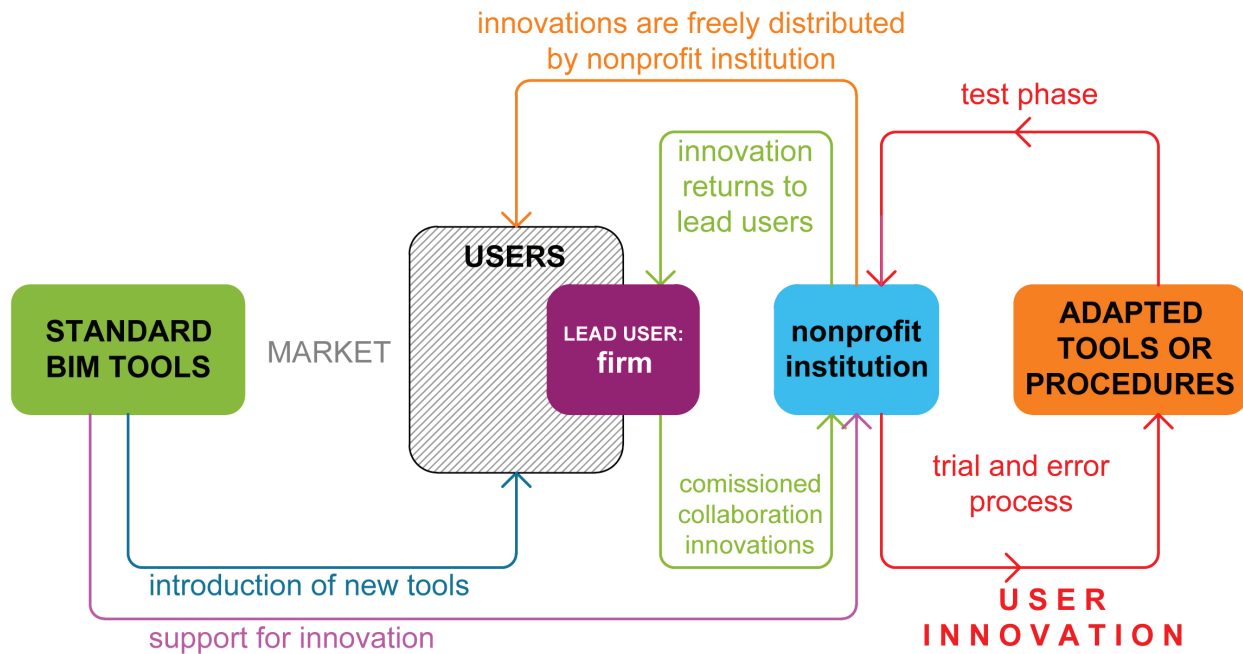 innovations are freely distributed
by nonprofit institution
test phase
innovation
returns to
lead users
USERS
STANDARD
BIM TOOLS
MARKET
LEAD USER:
firm
nonprofit
institution
ADAPTED
TOOLS OR
PROCEDURES
comissioned
collaboration
innovations
trial and error
process
introduction of new tools
support for innovation
USER
INNOVATION